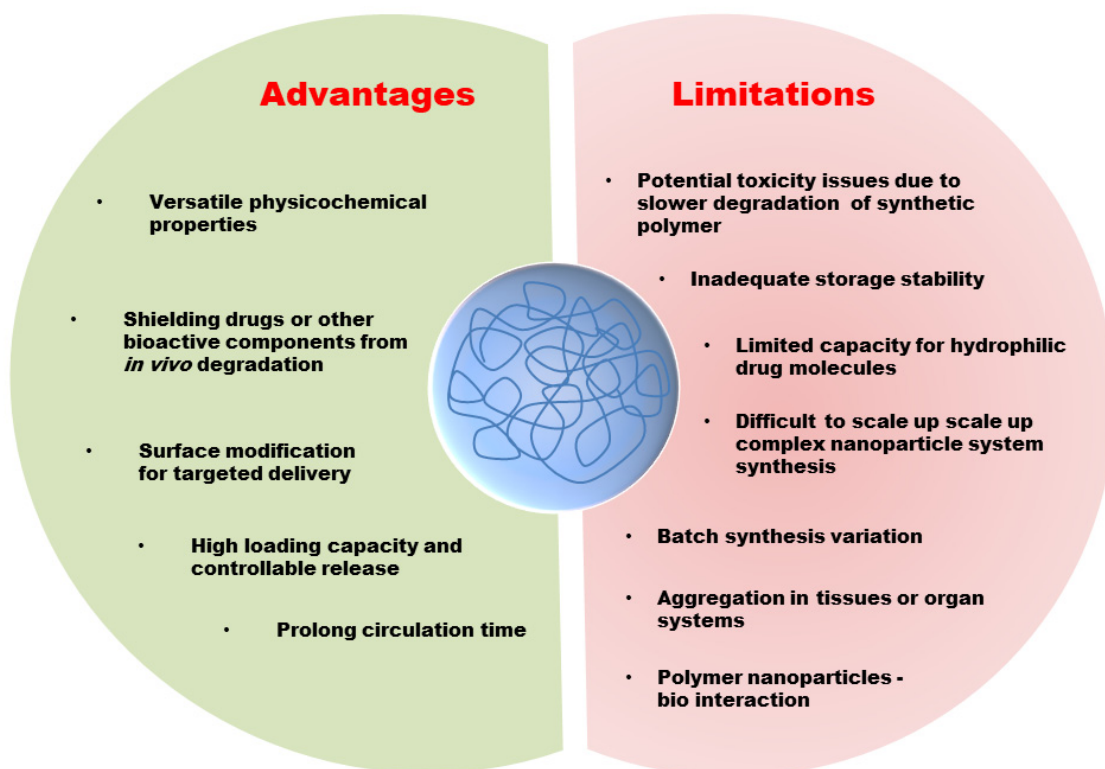 Advantages
• Versatile physicochemical
properties
• Shielding drugs or other
bioactive components from
in vivo degradation
• Surface modification
for targeted delivery
• High loading capacity and
controllable release
• Prolong circulation time
Limitations
• Potential toxicity issues due to
slower degradation of synthetic
polymer
• Inadequate storage stability
• Limited capacity for hydrophilic
drug molecules
• Difficult to scale up scale up
complex nanoparticle system
synthesis
• Batch synthesis variation
• Aggregation in tissues or organ
systems
• Polymer nanoparticles -
bio interaction